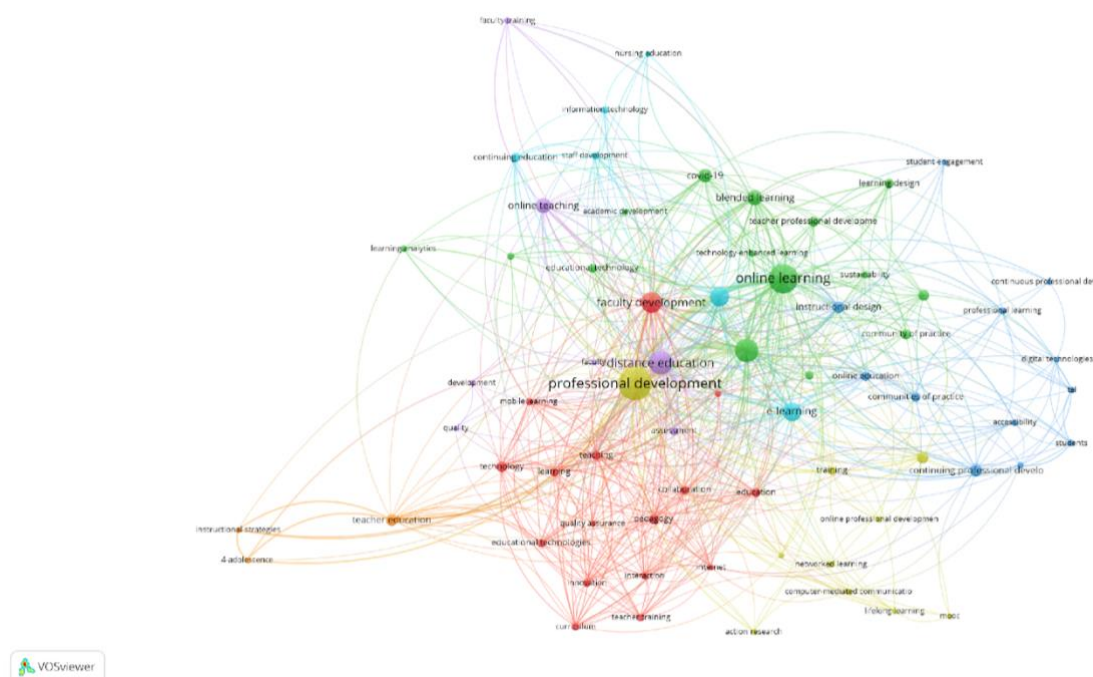 faculty training
nursing education
information technology
continuing education
staff development
student engagement
covid-19
learning design
blended learning
online teaching
academic development
teacher professional developme
learning analytics
technology-enhanced learning
educational technology
online learning
sustainability
continuous professional de
faculty development
instructional design
professional learning
community of practice
digital technologies
distance education
online education
professional development
development
communities of practice
mobile learning
e-learning
accessibility
quality
assessment
students
teaching
technology
learning
training
continuing professional develo
collaboration
education
teacher education
pedagogy
online professional developmen
quality assurance
instructional strategies
educational technologies
4-adolescence
internet
networked learning
interaction
innovation
computer-mediated communicatio
lifelong learning
teacher training
mooc
curriculum
action research
VOSviewer